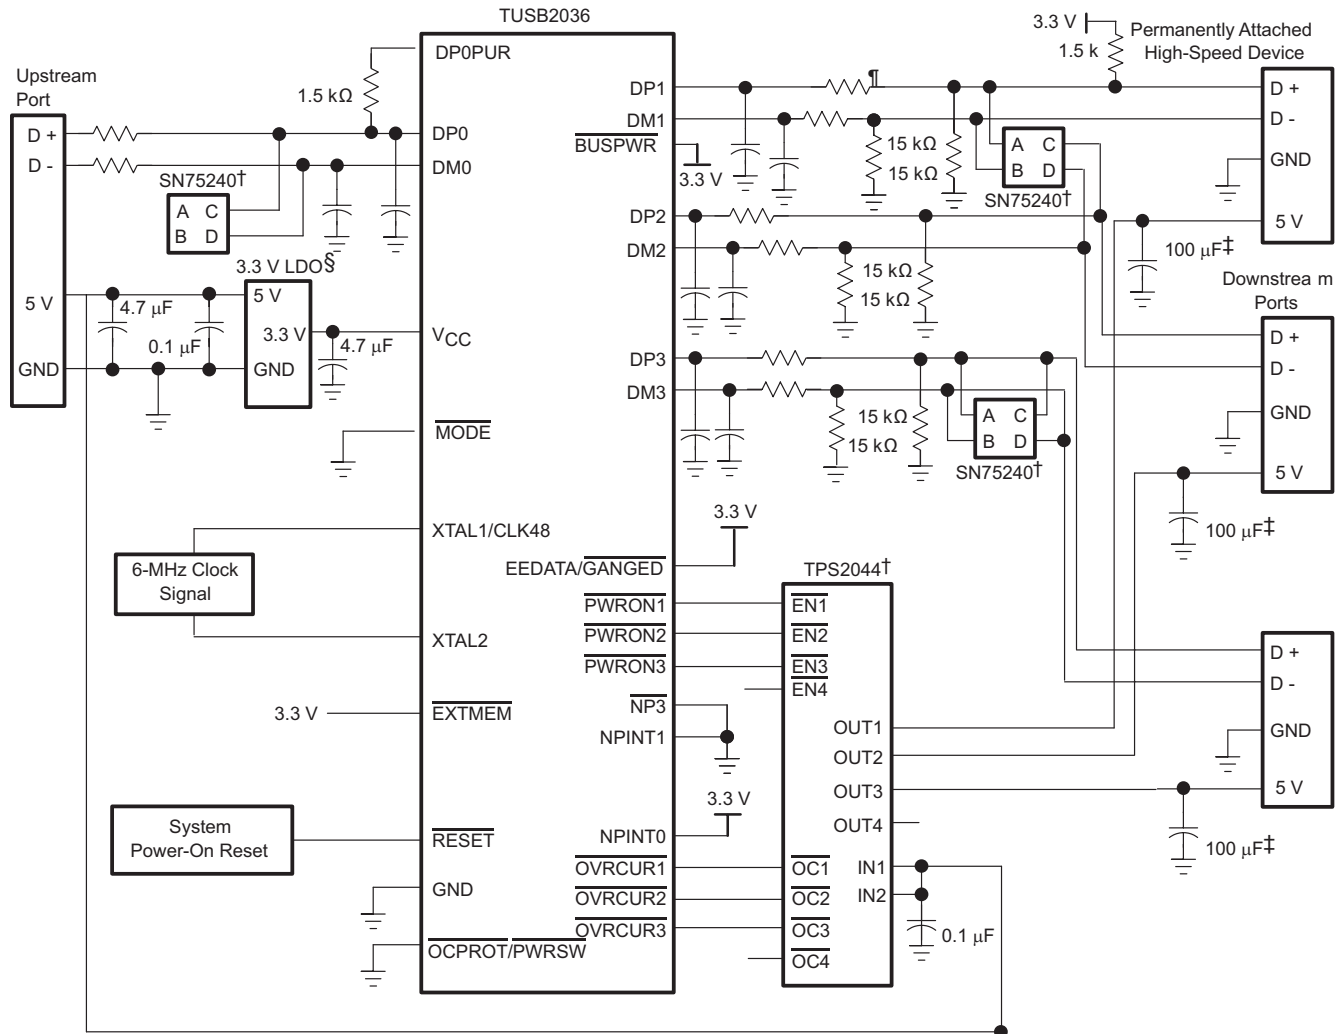 TUSB2036
Upstream
Port
D +
D -
5 V
GND
1.5 kΩ
SN75240†
A C
B D
3.3 V LDO§
5 V
3.3 V
GND
4.7 µF
0.1 µF
4.7 µF
6-MHz Clock
Signal
3.3 V
System
Power-On Reset
DP0PUR
DP0
DM0
VCC
MODE
XTAL1/CLK48
XTAL2
EXTMEM
RESET
GND
OCPROT/PWRSW
DP1
DM1
BUSPWR
DP2
DM2
DP3
DM3
EEDATA/GANGED
PWRON1
PWRON2
PWRON3
NP3
NPINT1
NPINT0
OVRCUR1
OVRCUR2
OVRCUR3
3.3 V
¶
15 kΩ
15 kΩ
A C
B D
SN75240†
15 kΩ
15 kΩ
15 kΩ
15 kΩ
A C
B D
SN75240†
3.3 V
3.3 V
TPS2044†
EN1
EN2
EN3
EN4
OUT1
OUT2
OUT3
OUT4
IN1
IN2
OC1
OC2
OC3
OC4
0.1 µF
3.3 V
1.5 k
Permanently Attached
High-Speed Device
D +
D -
GND
5 V
100 µF‡
Downstrea m
Ports
D +
D -
GND
5 V
100 µF‡
D +
D -
GND
5 V
100 µF‡